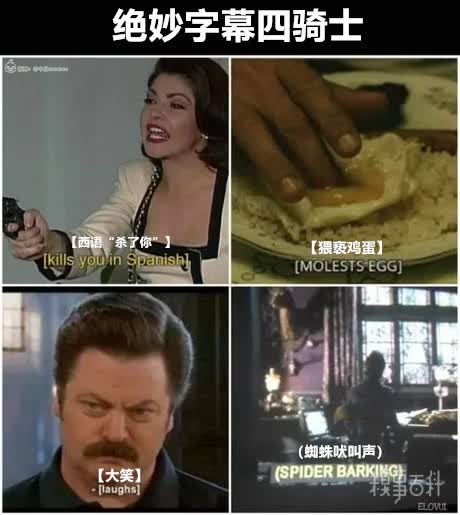 绝妙字幕四骑士
【西语“杀了你”】
[kills you in Spanish]
【猥亵鸡蛋】
[MOLESTS EGG]
【大笑】
- [laughs]
（蜘蛛吠叫声）
(SPIDER BARKING)
糗事百科
ELOVUI